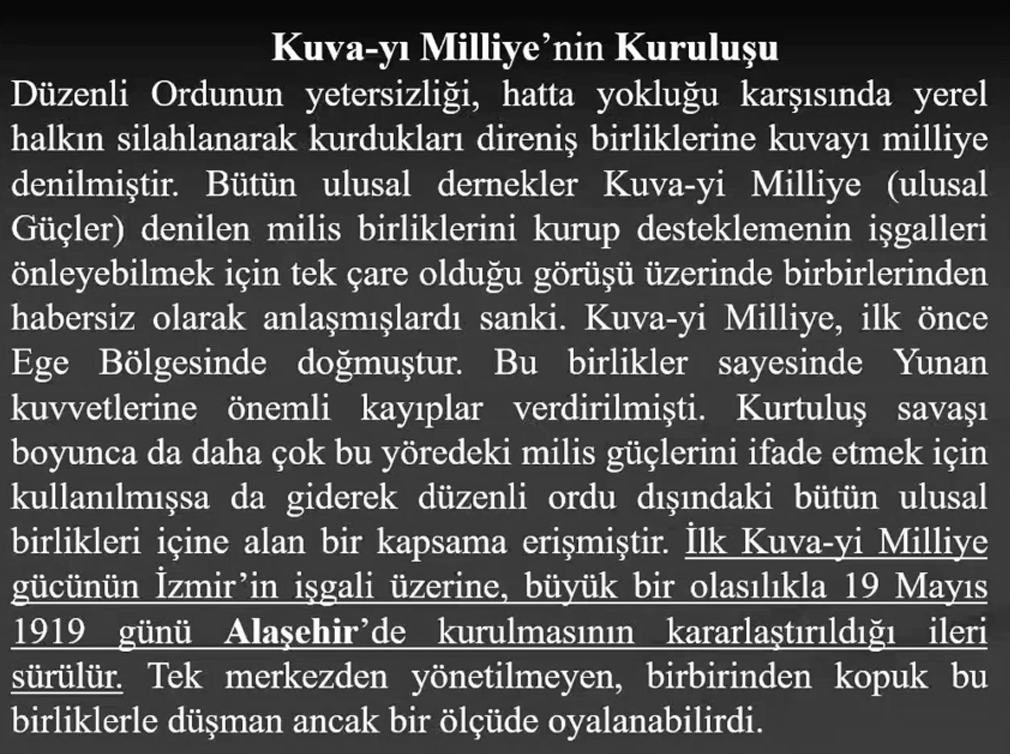 Kuva-yı Milliye’nin Kuruluşu
Düzenli Ordunun yetersizliği, hatta yokluğu karşısında yerel
halkın silahlanarak kurdukları direniş birliklerine kuvayı milliye
denilmiştir. Bütün ulusal dernekler Kuva-yi Milliye (ulusal
Güçler) denilen milis birliklerini kurup desteklemenin işgalleri
önleyebilmek için tek çare olduğu görüşü üzerinde birbirlerinden
habersiz olarak anlaşmışlardı sanki. Kuva-yi Milliye, ilk önce
Ege Bölgesinde doğmuştur. Bu birlikler sayesinde Yunan
kuvvetlerine önemli kayıplar verdirilmişti. Kurtuluş savaşı
boyunca da daha çok bu yöredeki milis güçlerini ifade etmek için
kullanılmışsa da giderek düzenli ordu dışındaki bütün ulusal
birlikleri içine alan bir kapsama erişmiştir. İlk Kuva-yi Milliye
gücünün İzmir’in işgali üzerine, büyük bir olasılıkla 19 Mayıs
1919 günü Alaşehir’de kurulmasının kararlaştırıldığı ileri
sürülür. Tek merkezden yönetilmeyen, birbirinden kopuk bu
birliklerle düşman ancak bir ölçüde oyalanabilirdi.